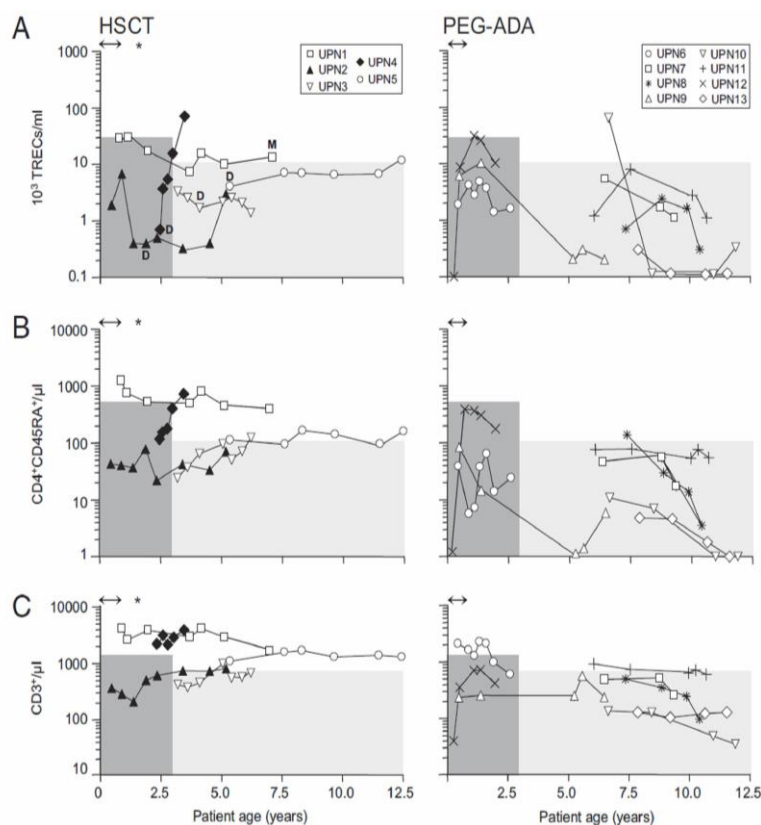 HSCT PEG-ADA
A
* 
UPN1 UPN4
UPN2 UPN5
UPN3
UPN6 UPN10
UPN7 UPN11
UPN8 UPN12
UPN9 UPN13
10³ TRECs/ml
1000
100
10
1
0.1
M
D
D
D
D
B
*
CD4⁺CD45RA⁺/µl
10000
1000
100
10
1
C
*
CD3⁺/µl
10000
1000
100
10
0 2.5 5.0 7.5 10.0 12.5 0 2.5 5.0 7.5 10.0 12.5
Patient age (years) Patient age (years)